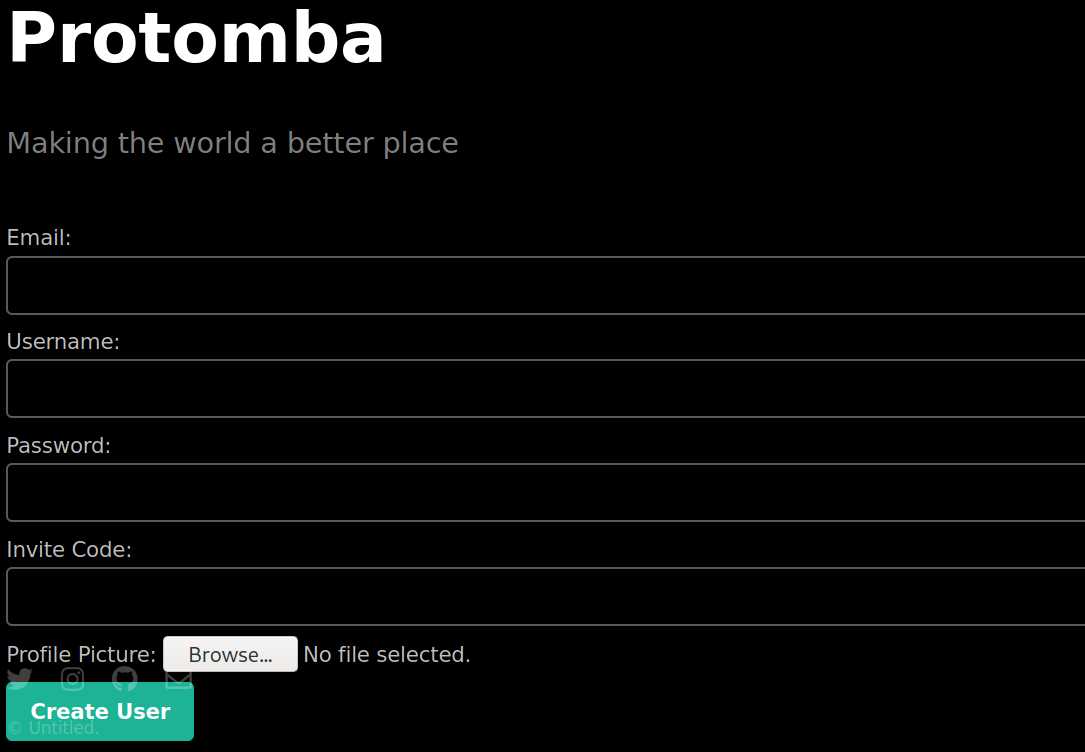 Protomba
Making the world a better place
Email:
Username:
Password:
Invite Code:
Profile Picture: Browse... No file selected.
Create User
© Untitled.